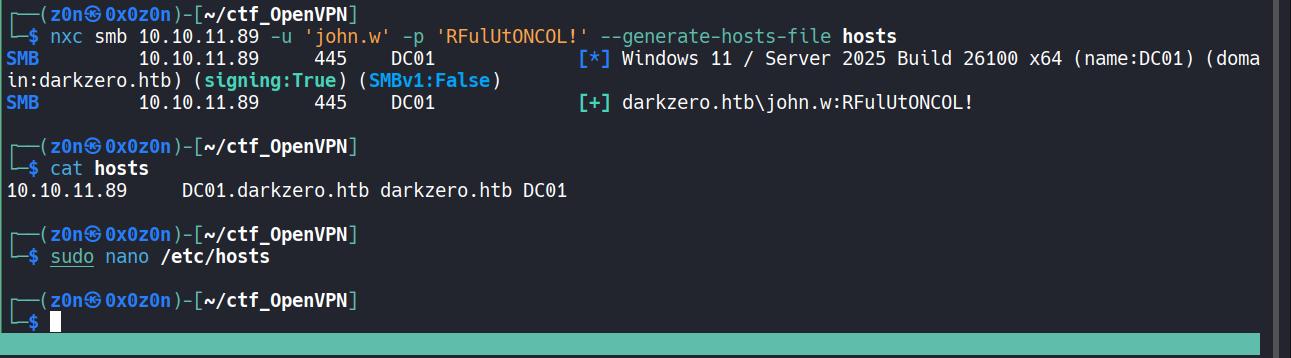 ┌──(z0n㉿0x0z0n)-[~/ctf_OpenVPN]
└─$ nxc smb 10.10.11.89 -u 'john.w' -p 'RFulUtONCOL!' --generate-hosts-file hosts
SMB         10.10.11.89     445    DC01             [*] Windows 11 / Server 2025 Build 26100 x64 (name:DC01) (doma
in:darkzero.htb) (signing:True) (SMBv1:False)
SMB         10.10.11.89     445    DC01             [+] darkzero.htb\john.w:RFulUtONCOL!
┌──(z0n㉿0x0z0n)-[~/ctf_OpenVPN]
└─$ cat hosts
10.10.11.89     DC01.darkzero.htb darkzero.htb DC01
┌──(z0n㉿0x0z0n)-[~/ctf_OpenVPN]
└─$ sudo nano /etc/hosts
┌──(z0n㉿0x0z0n)-[~/ctf_OpenVPN]
└─$